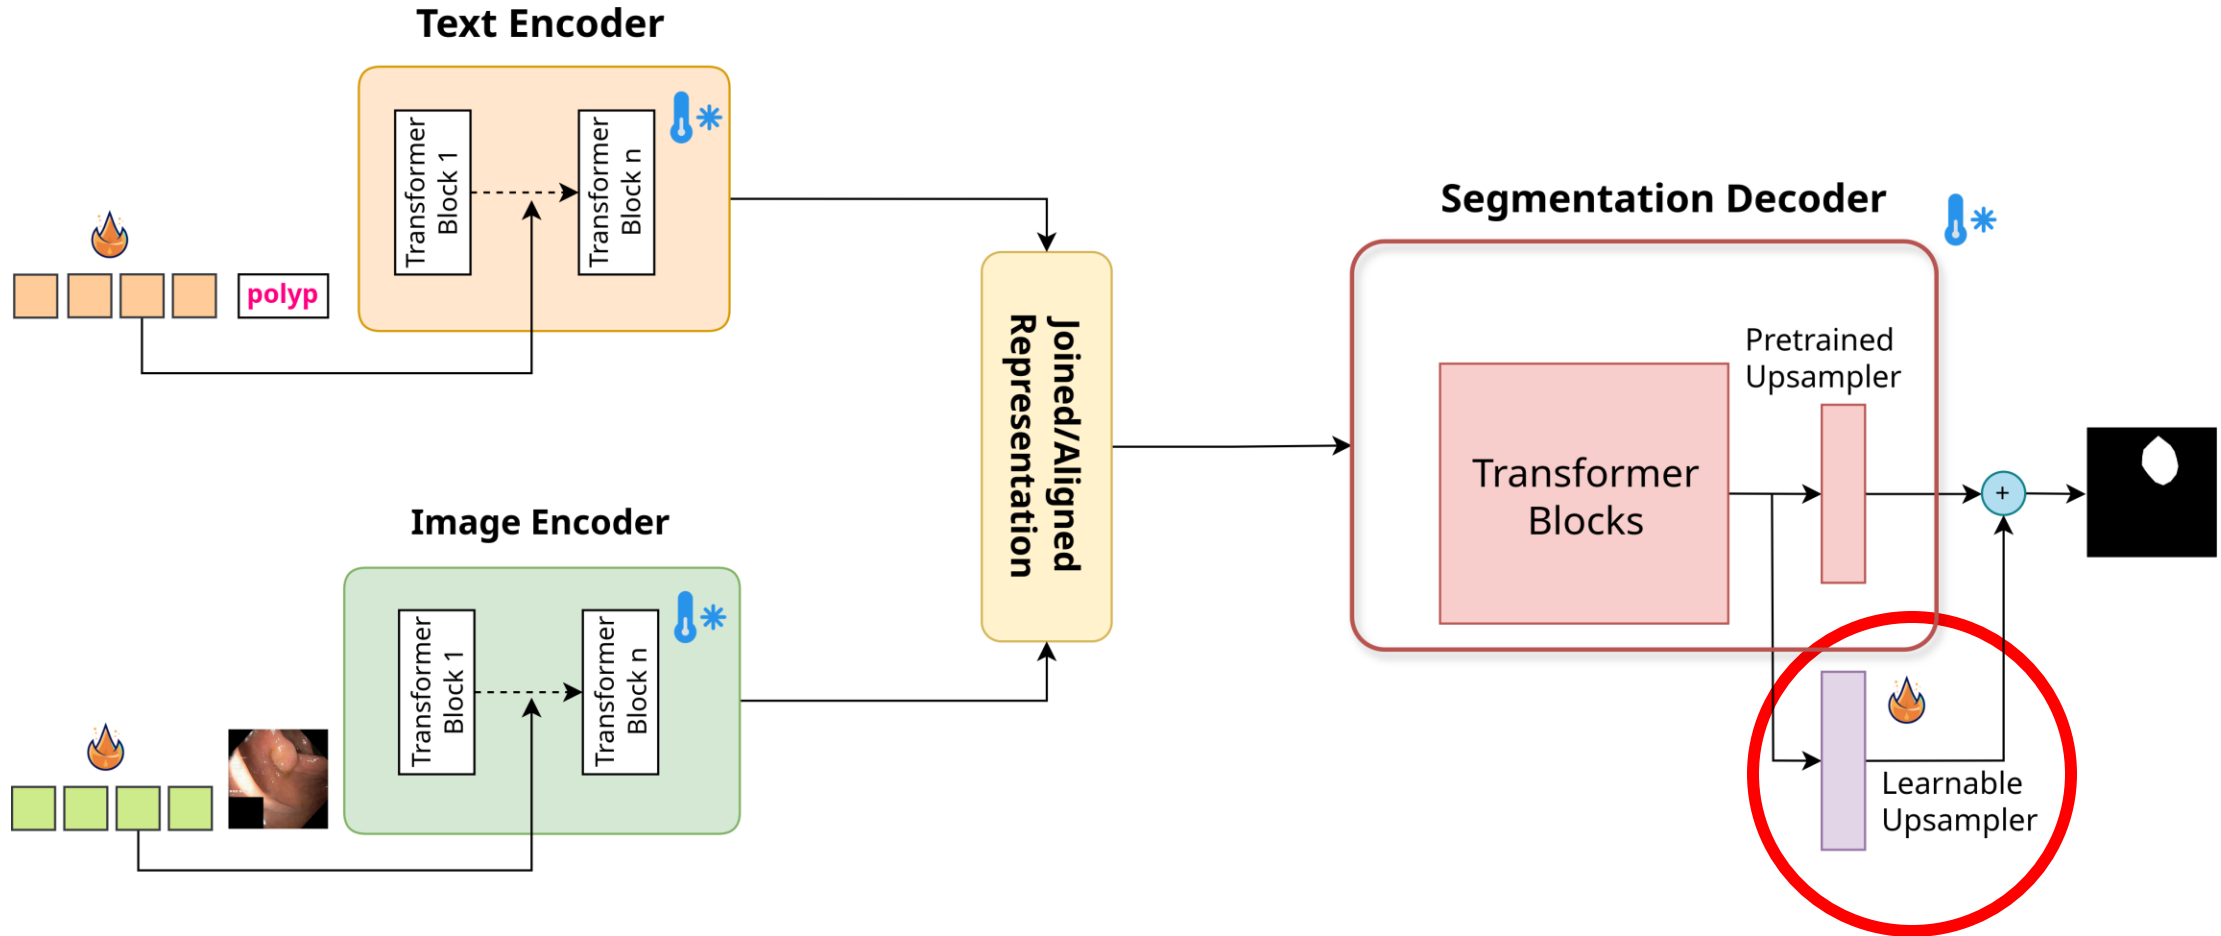 Text Encoder
Transformer
Block 1
Transformer
Block n
polyp
Image Encoder
Transformer
Block 1
Transformer
Block n
Joined/Aligned
Representation
Segmentation Decoder
Transformer
Blocks
Pretrained
Upsampler
+
Learnable
Upsampler